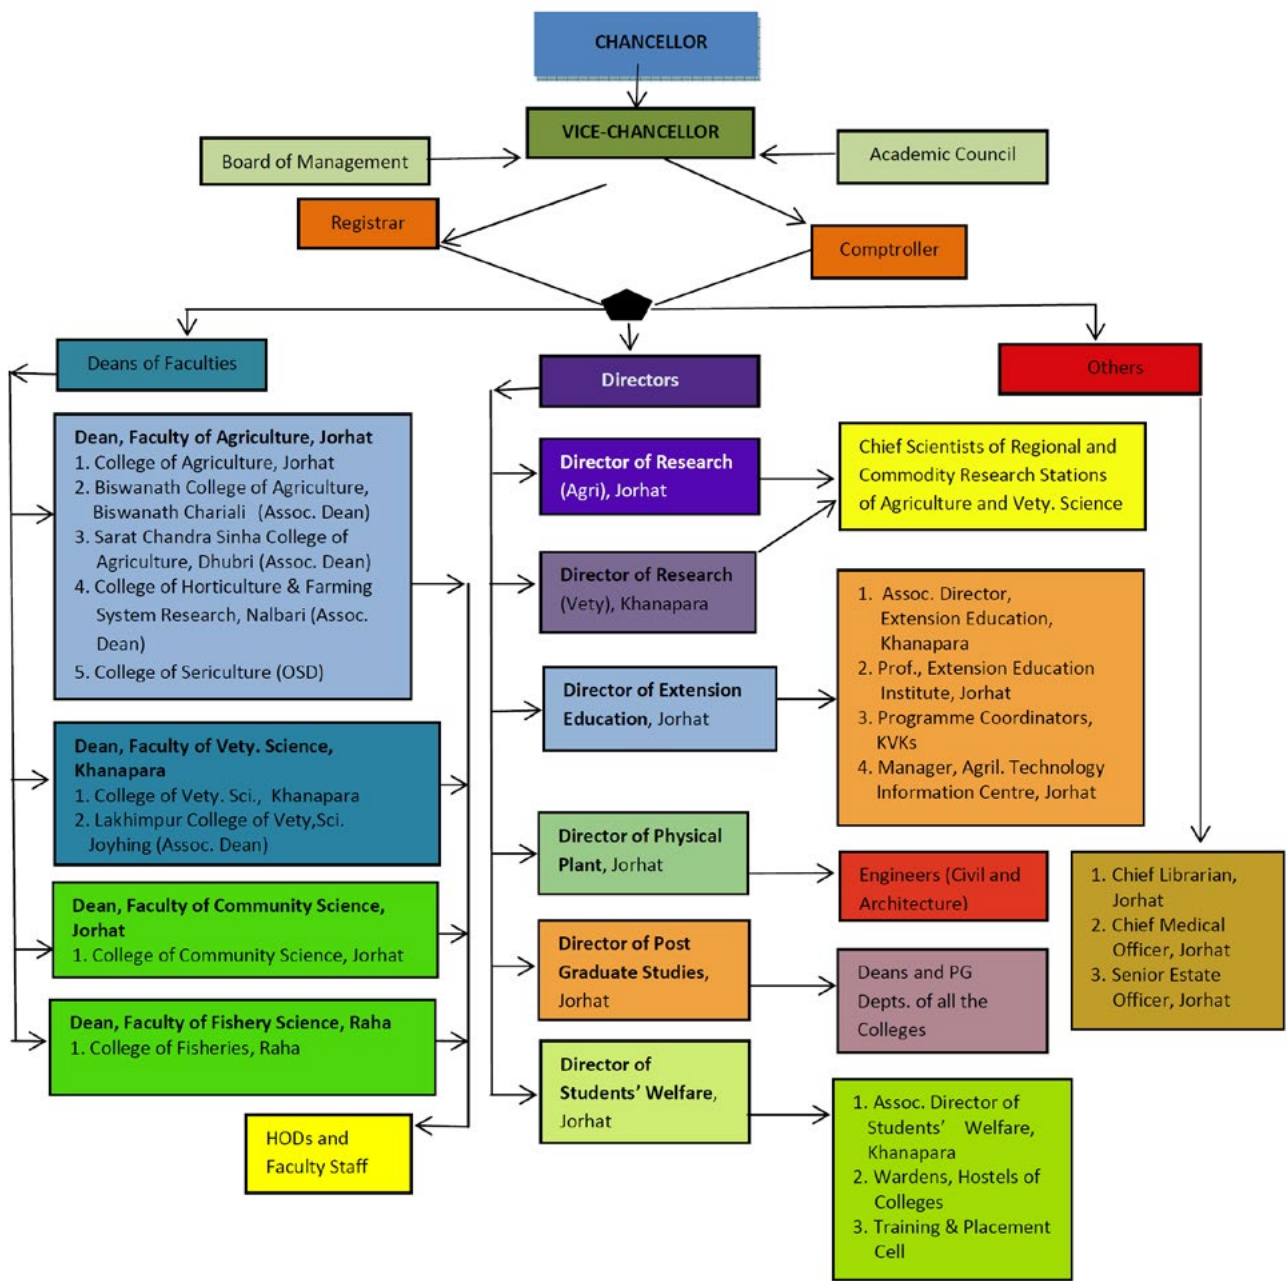 CHANCELLOR
VICE-CHANCELLOR
Board of Management
Academic Council
Registrar
Comptroller
Deans of Faculties
Directors
Others
Dean, Faculty of Agriculture, Jorhat
1. College of Agriculture, Jorhat
2. Biswanath College of Agriculture,
Biswanath Chariali (Assoc. Dean)
3. Sarat Chandra Sinha College of
Agriculture, Dhubri (Assoc. Dean)
4. College of Horticulture & Farming
System Research, Nalbari (Assoc.
Dean)
5. College of Sericulture (OSD)
Dean, Faculty of Vety. Science,
Khanapara
1. College of Vety. Sci., Khanapara
2. Lakhimpur College of Vety,Sci.
Joyhing (Assoc. Dean)
Dean, Faculty of Community Science,
Jorhat
1. College of Community Science, Jorhat
Dean, Faculty of Fishery Science, Raha
1. College of Fisheries, Raha
HODs and
Faculty Staff
Director of Research
(Agri), Jorhat
Director of Research
(Vety), Khanapara
Director of Extension
Education, Jorhat
Director of Physical
Plant, Jorhat
Director of Post
Graduate Studies,
Jorhat
Director of
Students’ Welfare,
Jorhat
Chief Scientists of Regional and
Commodity Research Stations
of Agriculture and Vety. Science
1. Assoc. Director,
Extension Education,
Khanapara
2. Prof., Extension Education
Institute, Jorhat
3. Programme Coordinators,
KVKs
4. Manager, Agril. Technology
Information Centre, Jorhat
Engineers (Civil and
Architecture)
Deans and PG
Depts. of all the
Colleges
1. Assoc. Director of
Students’ Welfare,
Khanapara
2. Wardens, Hostels of
Colleges
3. Training & Placement
Cell
1. Chief Librarian,
Jorhat
2. Chief Medical
Officer, Jorhat
3. Senior Estate
Officer, Jorhat